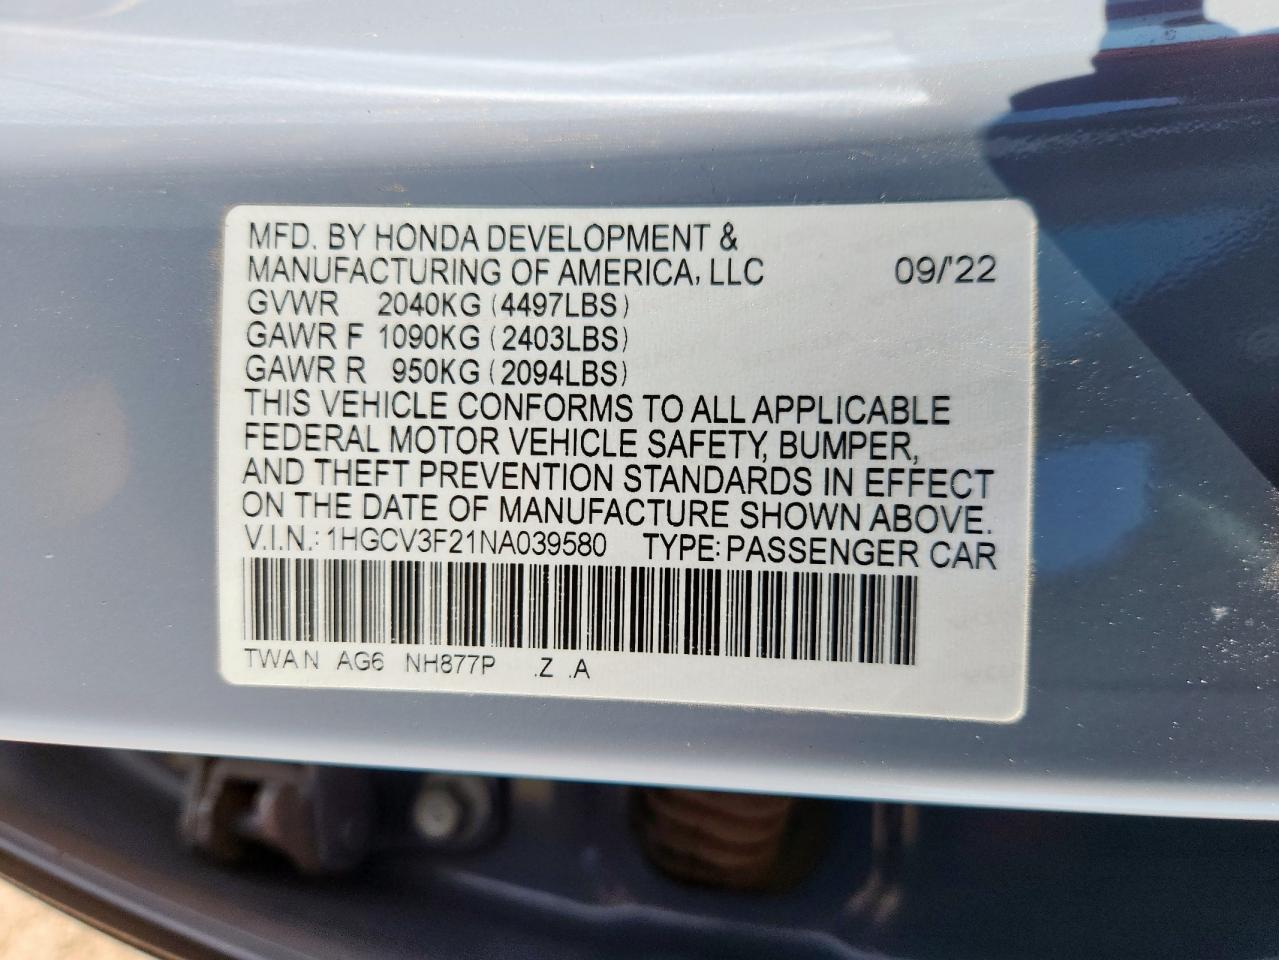 MFD. BY HONDA DEVELOPMENT &
MANUFACTURING OF AMERICA, LLC 09/'22
GVWR 2040KG (4497LBS)
GAWR F 1090KG (2403LBS)
GAWR R 950KG (2094LBS)
THIS VEHICLE CONFORMS TO ALL APPLICABLE
FEDERAL MOTOR VEHICLE SAFETY, BUMPER,
AND THEFT PREVENTION STANDARDS IN EFFECT
ON THE DATE OF MANUFACTURE SHOWN ABOVE.
V.I.N.: 1HGCV3F21NA039580 TYPE: PASSENGER CAR
TWAN AG6 NH877P .Z .A